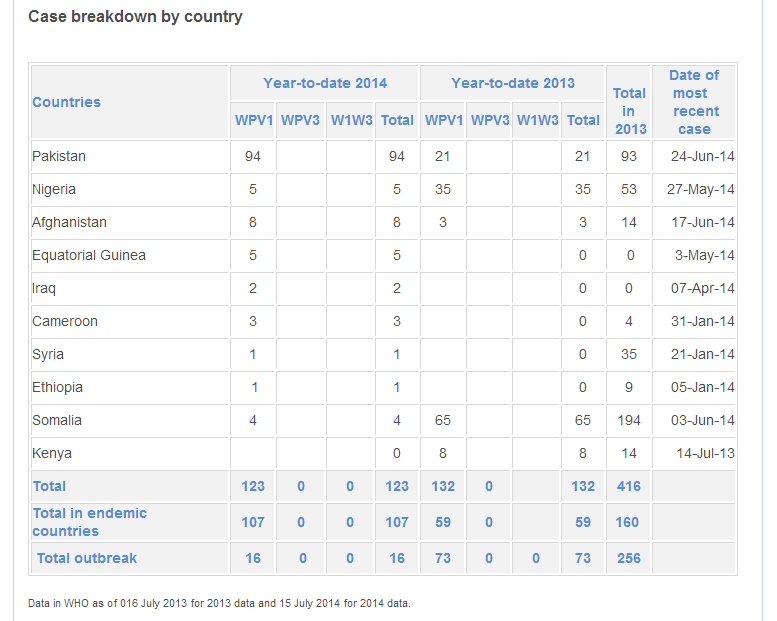 Case breakdown by country
Countries Year-to-date 2014 Year-to-date 2013 Total in 2013 Date of most recent case
WPV1 WPV3 W1W3 Total WPV1 WPV3 W1W3 Total
Pakistan 94 94 21 21 93 24-Jun-14
Nigeria 5 5 35 35 53 27-May-14
Afghanistan 8 8 3 3 14 17-Jun-14
Equatorial Guinea 5 5 0 0 3-May-14
Iraq 2 2 0 0 07-Apr-14
Cameroon 3 3 0 4 31-Jan-14
Syria 1 1 0 35 21-Jan-14
Ethiopia 1 1 0 9 05-Jan-14
Somalia 4 4 65 65 194 03-Jun-14
Kenya 0 8 8 14 14-Jul-13
Total 123 0 0 123 132 0 132 416
Total in endemic countries 107 0 0 107 59 0 59 160
Total outbreak 16 0 0 16 73 0 0 73 256
Data in WHO as of 016 July 2013 for 2013 data and 15 July 2014 for 2014 data.